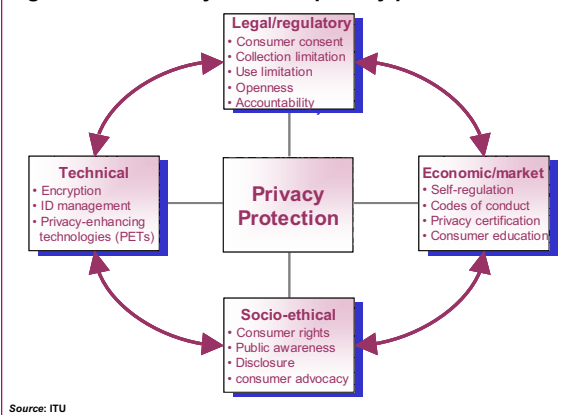 Legal/regulatory
• Consumer consent
• Collection limitation
• Use limitation
• Openness
• Accountability
Technical
• Encryption
• ID management
• Privacy-enhancing
technologies (PETs)
Privacy
Protection
Economic/market
• Self-regulation
• Codes of conduct
• Privacy certification
• Consumer education
Socio-ethical
• Consumer rights
• Public awareness
• Disclosure
• consumer advocacy
Source: ITU